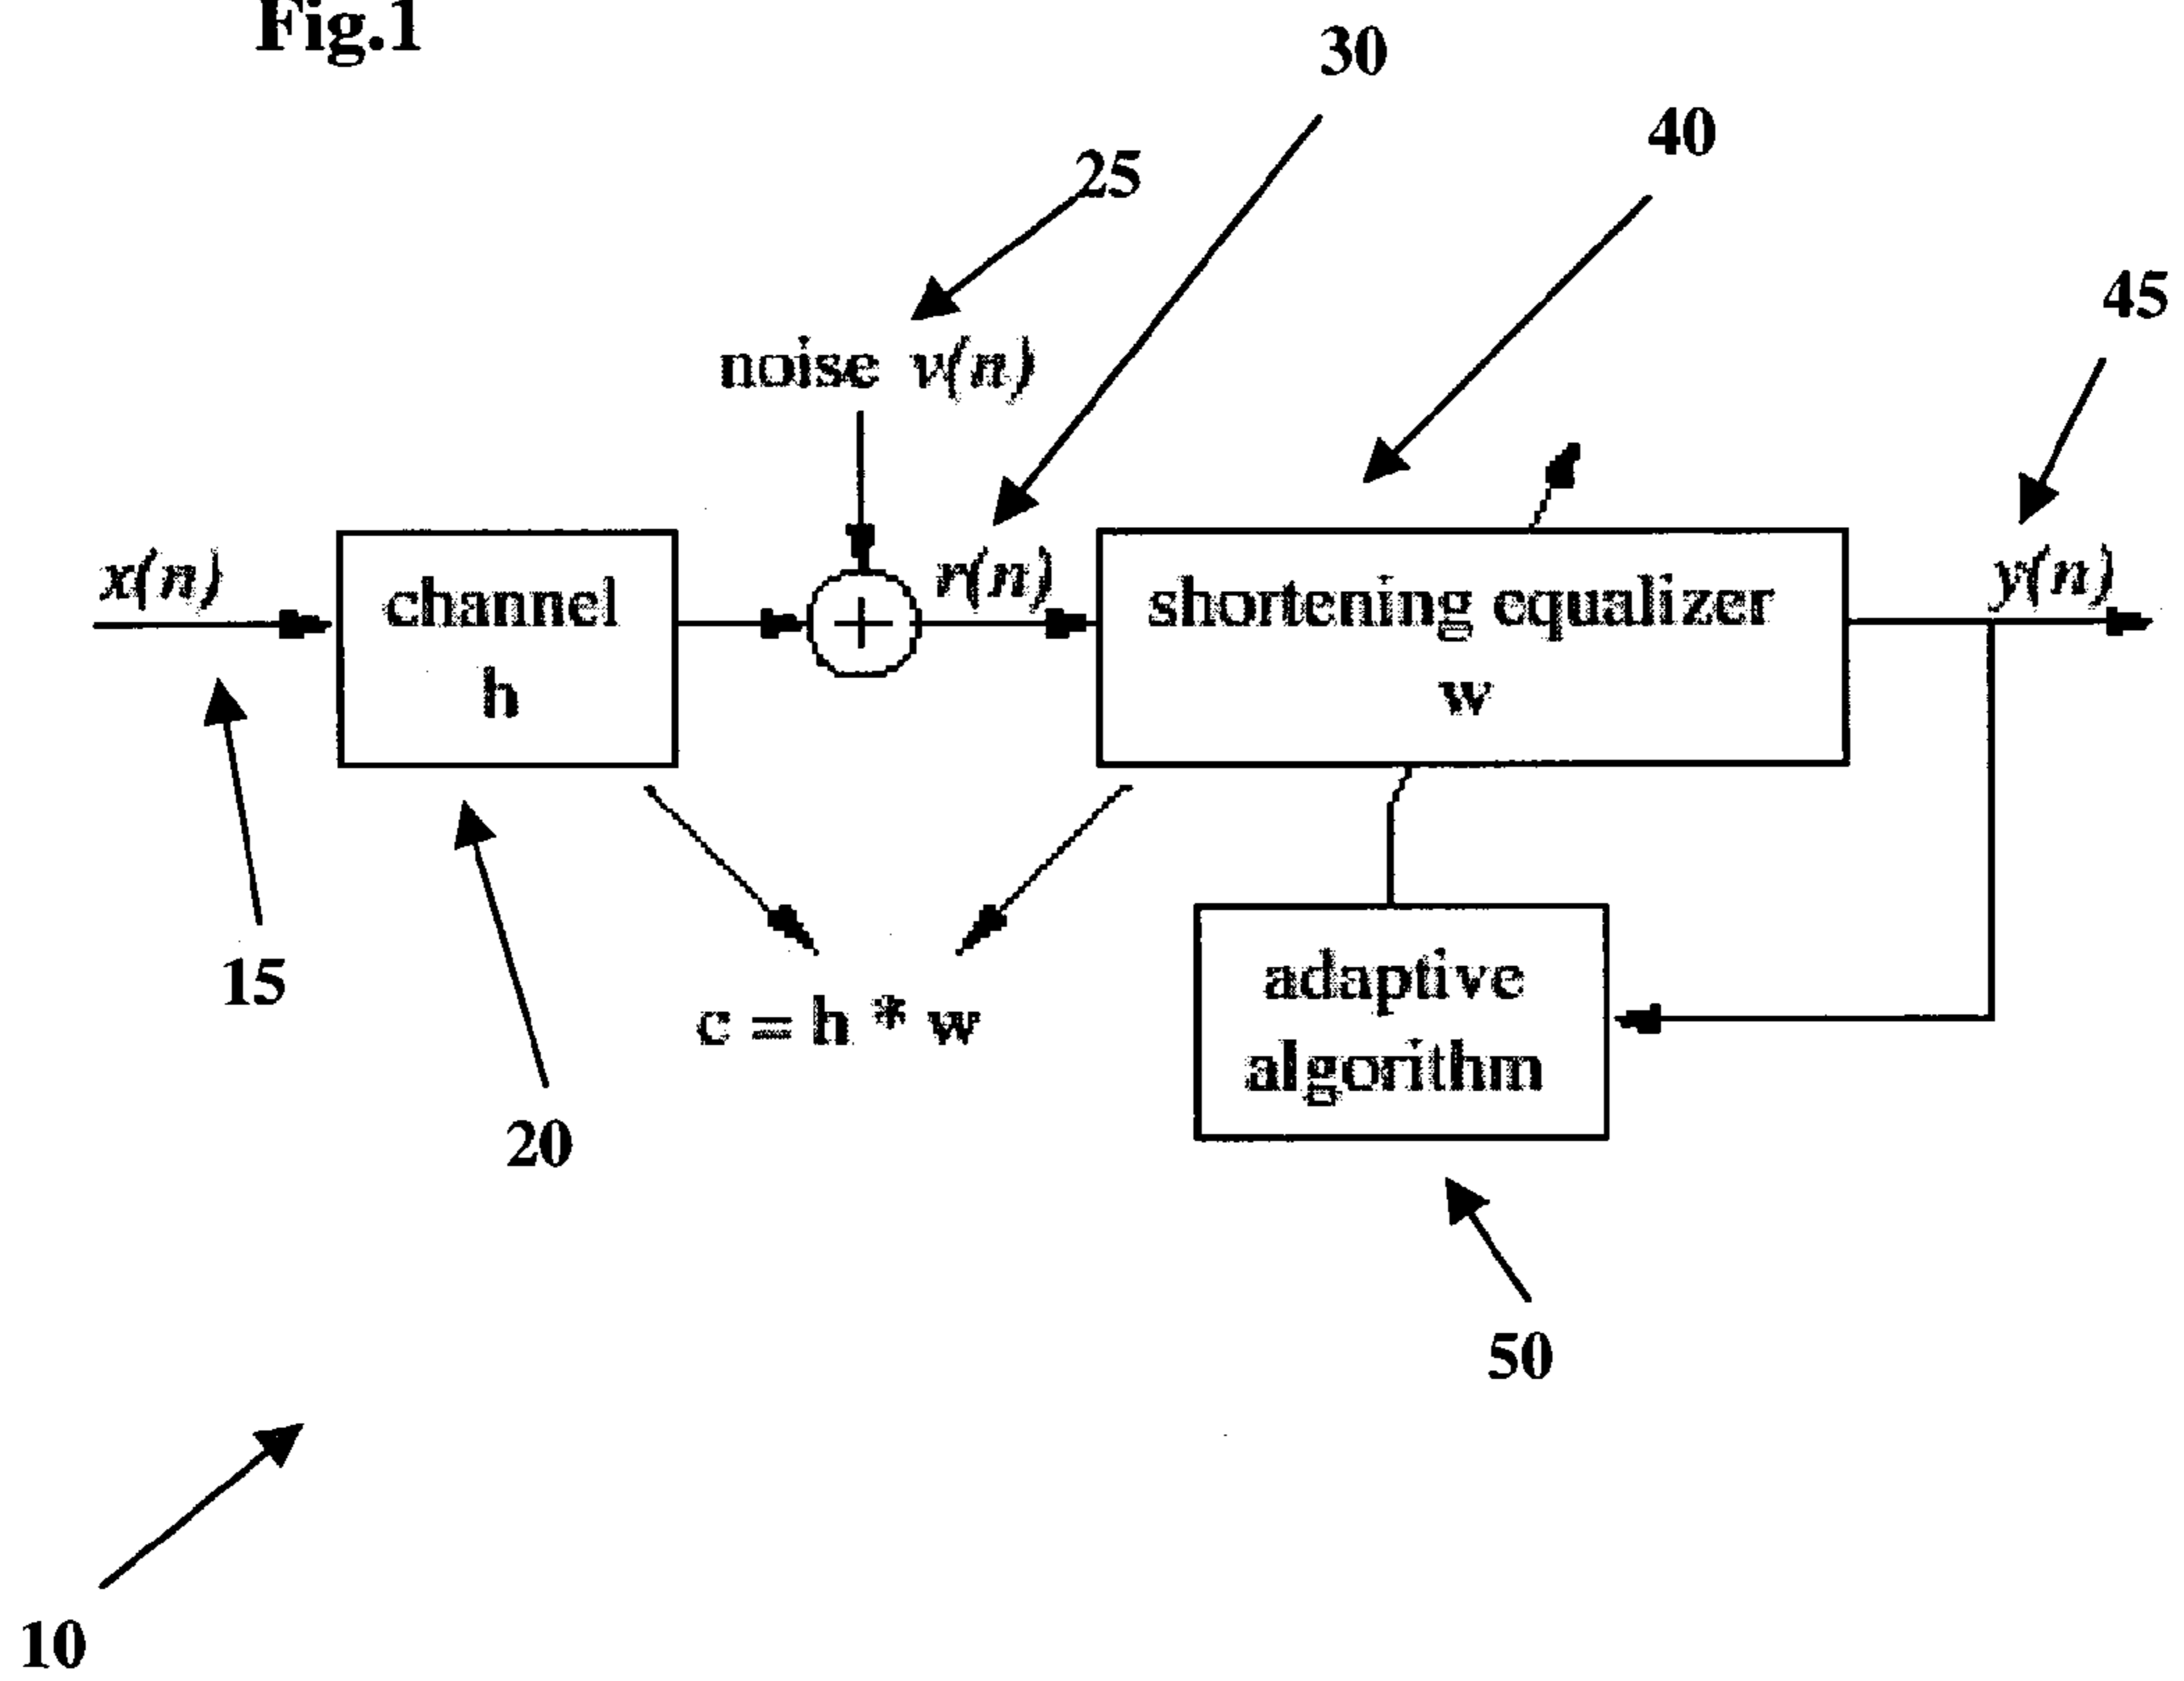 Fig.1
30
40
25
45
noise v(n)
x(n)
channel
h
+
r(n)
shortening equalizer
w
y(n)
15
c = h * w
adaptive
algorithm
20
50
10